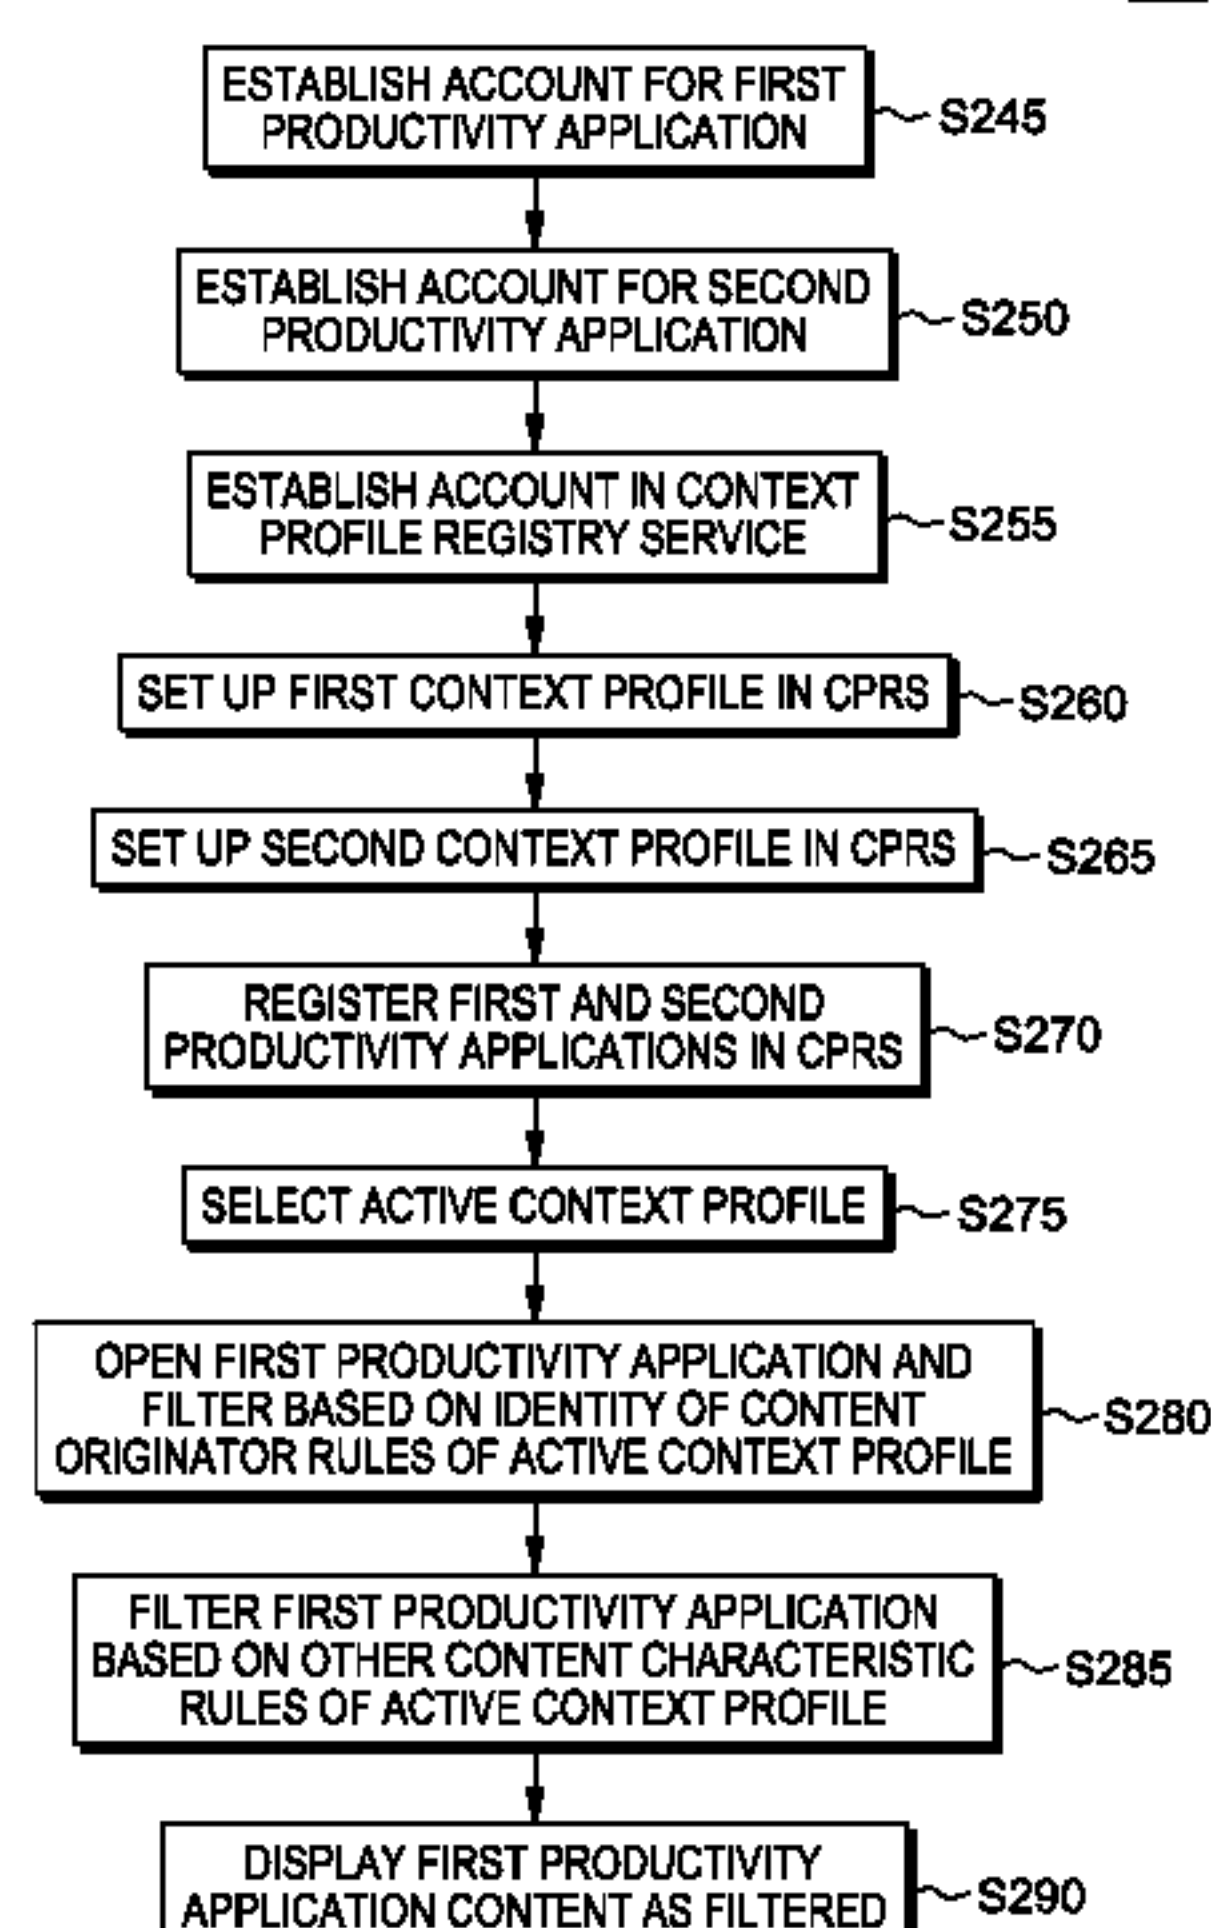 ESTABLISH ACCOUNT FOR FIRST
PRODUCTIVITY APPLICATION
S245
ESTABLISH ACCOUNT FOR SECOND
PRODUCTIVITY APPLICATION
S250
ESTABLISH ACCOUNT IN CONTEXT
PROFILE REGISTRY SERVICE
S255
SET UP FIRST CONTEXT PROFILE IN CPRS
S260
SET UP SECOND CONTEXT PROFILE IN CPRS
S265
REGISTER FIRST AND SECOND
PRODUCTIVITY APPLICATIONS IN CPRS
S270
SELECT ACTIVE CONTEXT PROFILE
S275
OPEN FIRST PRODUCTIVITY APPLICATION AND
FILTER BASED ON IDENTITY OF CONTENT
ORIGINATOR RULES OF ACTIVE CONTEXT PROFILE
S280
FILTER FIRST PRODUCTIVITY APPLICATION
BASED ON OTHER CONTENT CHARACTERISTIC
RULES OF ACTIVE CONTEXT PROFILE
S285
DISPLAY FIRST PRODUCTIVITY
APPLICATION CONTENT AS FILTERED
S290